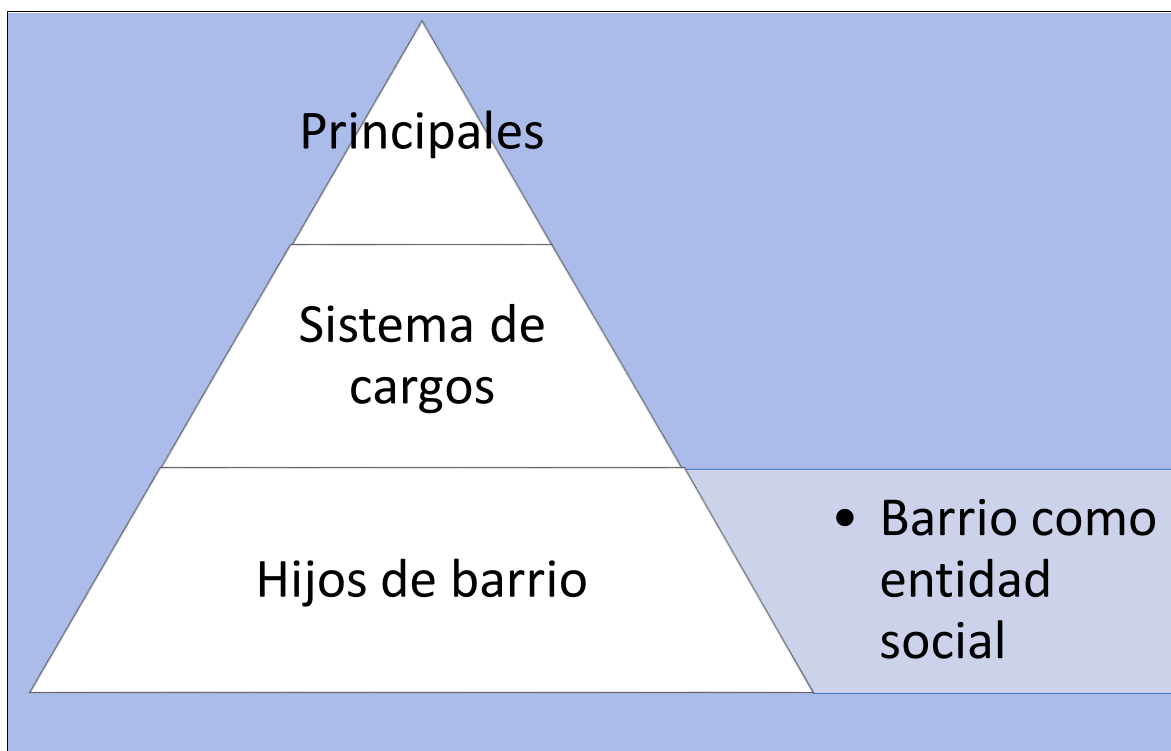 Principales
Sistema de
cargos
Hijos de barrio
• Barrio como
entidad
social